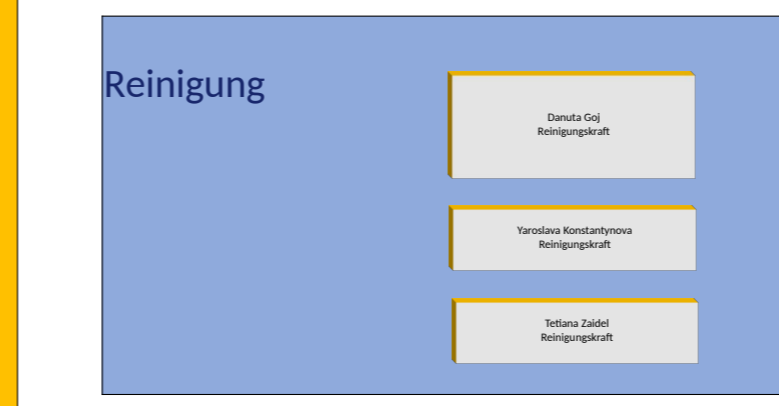 Reinigung
Danuta Goj
Reinigungskraft
Yaroslava Konstantynova
Reinigungskraft
Tetiana Zaidel
Reinigungskraft